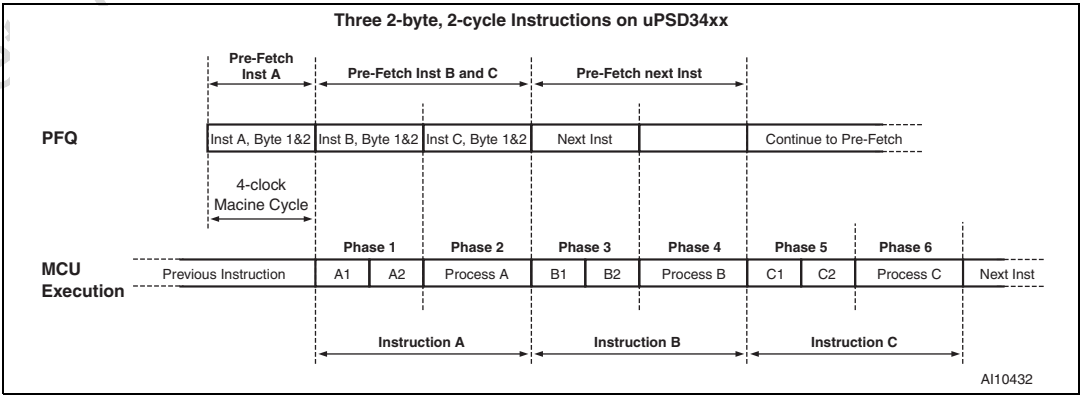 Three 2-byte, 2-cycle Instructions on uPSD34xx
Pre-Fetch
Inst A
Pre-Fetch Inst B and C
Pre-Fetch next Inst
PFQ
Inst A, Byte 1&2
Inst B, Byte 1&2
Inst C, Byte 1&2
Next Inst
Continue to Pre-Fetch
4-clock
Macine Cycle
Phase 1
Phase 2
Phase 3
Phase 4
Phase 5
Phase 6
MCU
Execution
Previous Instruction
A1
A2
Process A
B1
B2
Process B
C1
C2
Process C
Next Inst
Instruction A
Instruction B
Instruction C
AI10432